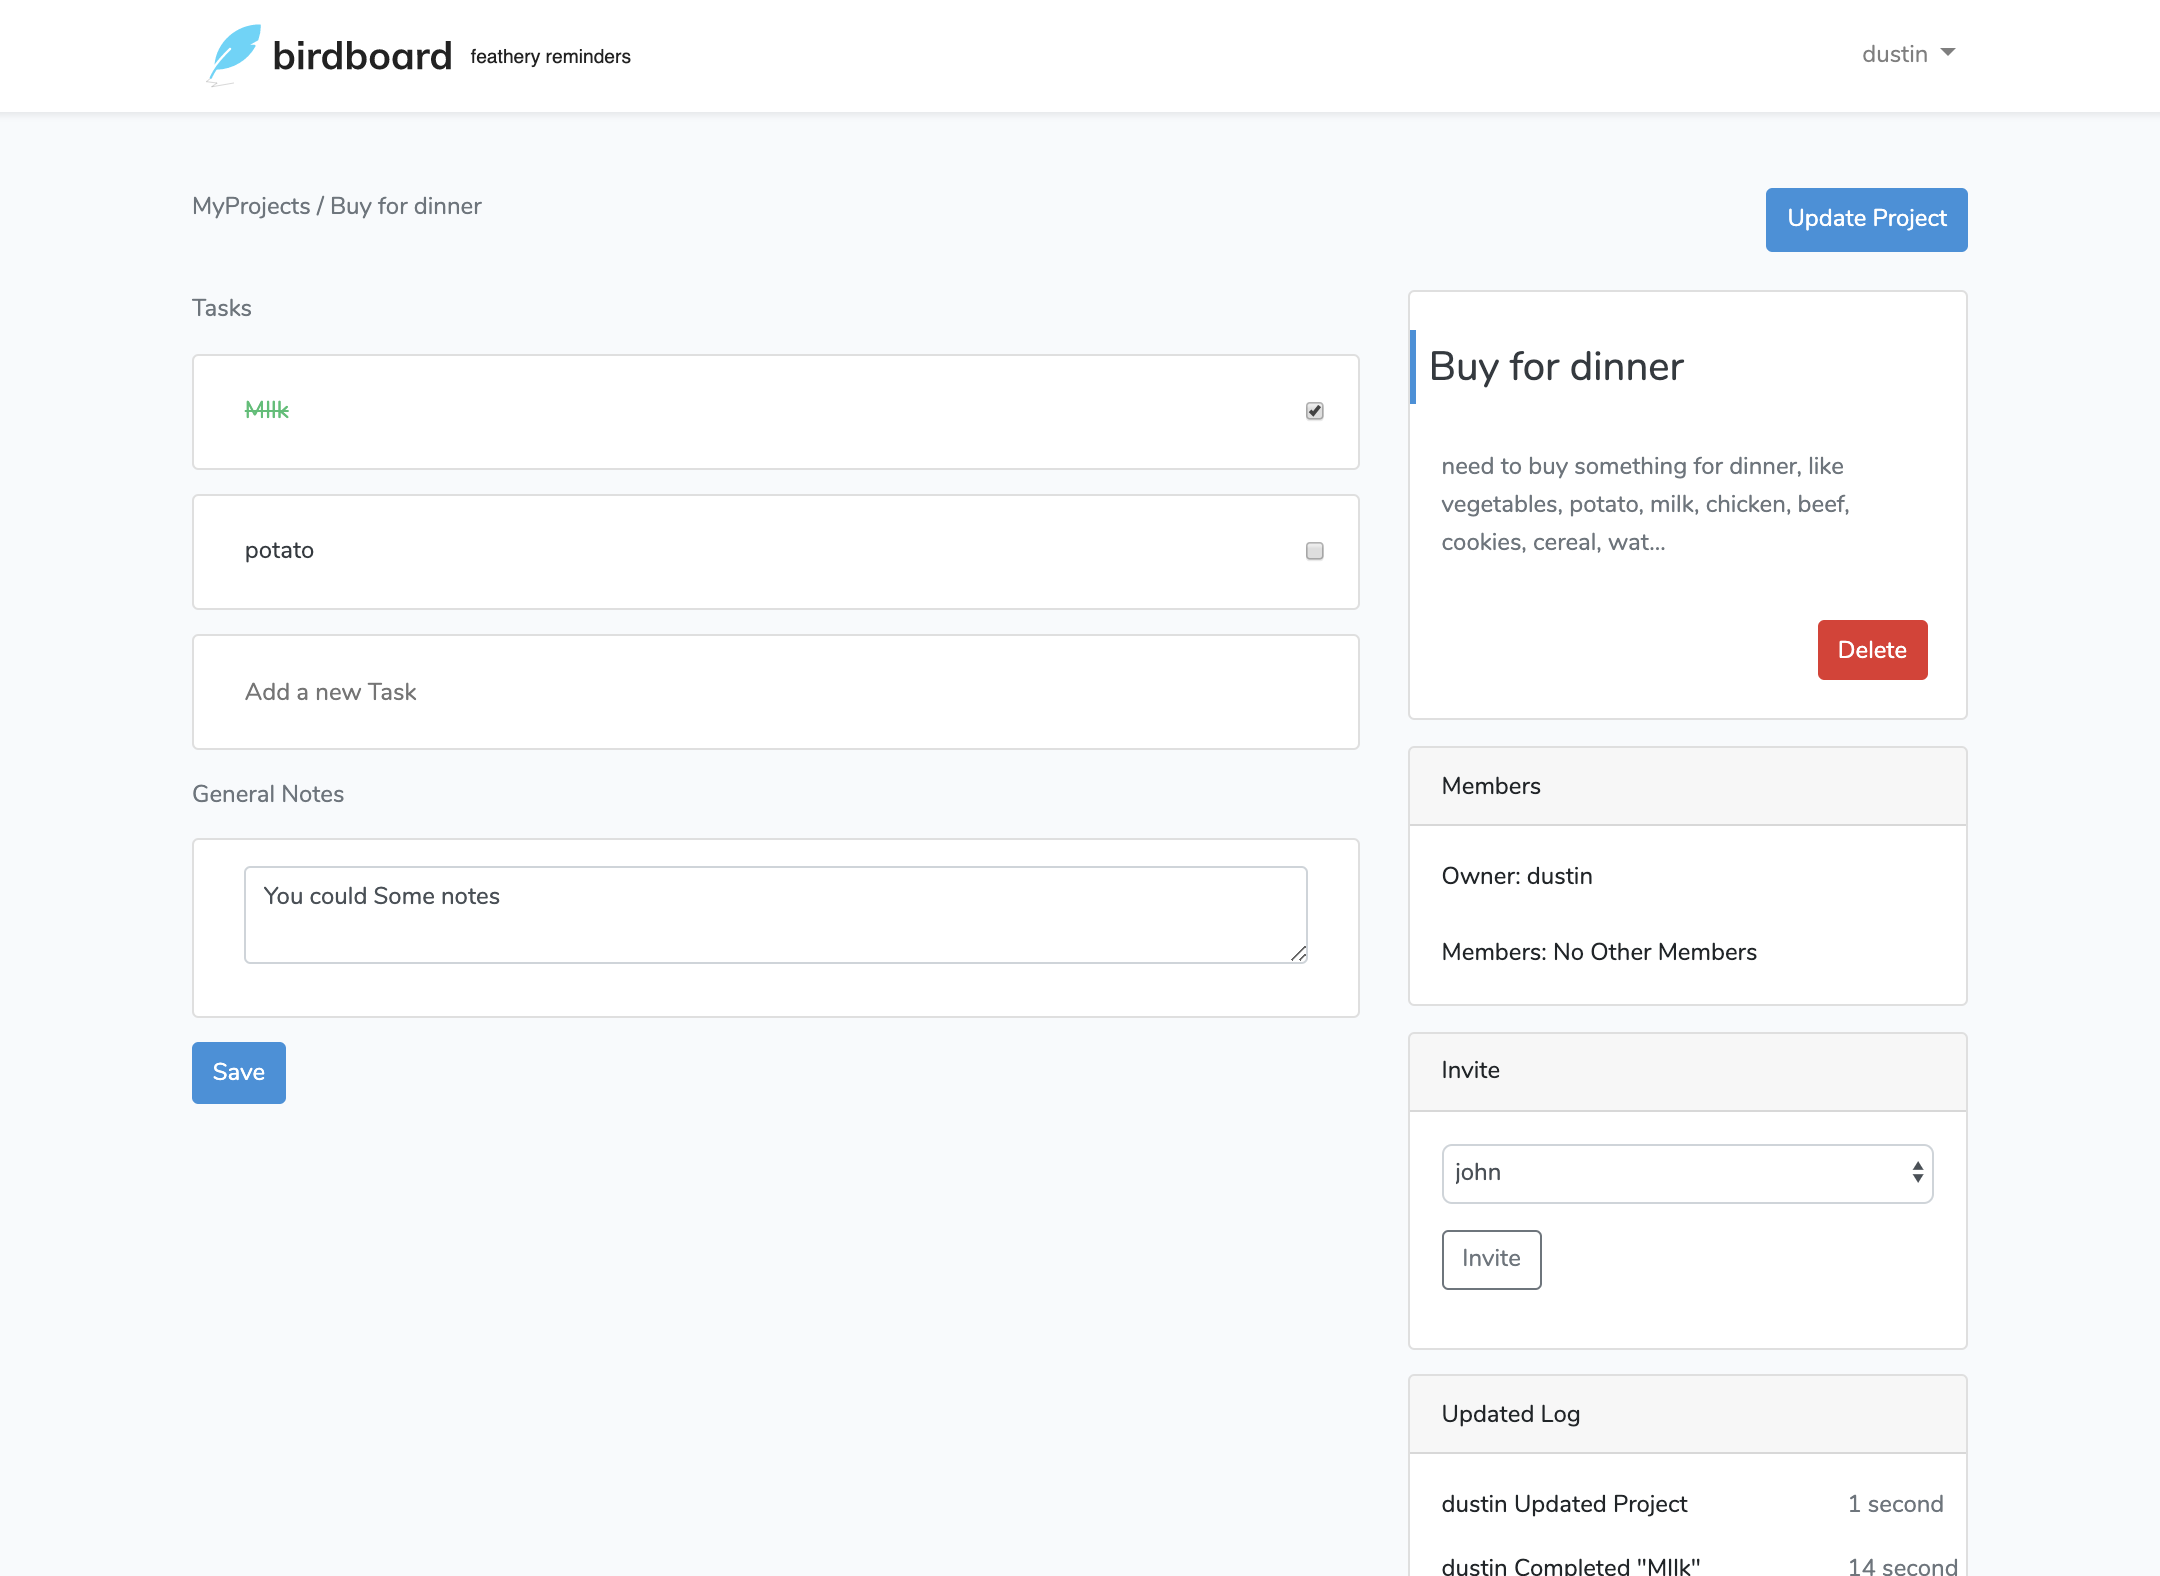 birdboard feathery reminders
dustin
MyProjects / Buy for dinner
Update Project
Tasks
MIlk
potato
Add a new Task
General Notes
You could Some notes
Save
Buy for dinner
need to buy something for dinner, like
vegetables, potato, milk, chicken, beef,
cookies, cereal, wat...
Delete
Members
Owner: dustin
Members: No Other Members
Invite
john
Invite
Updated Log
dustin Updated Project 1 second
dustin Completed "MIlk" 14 second